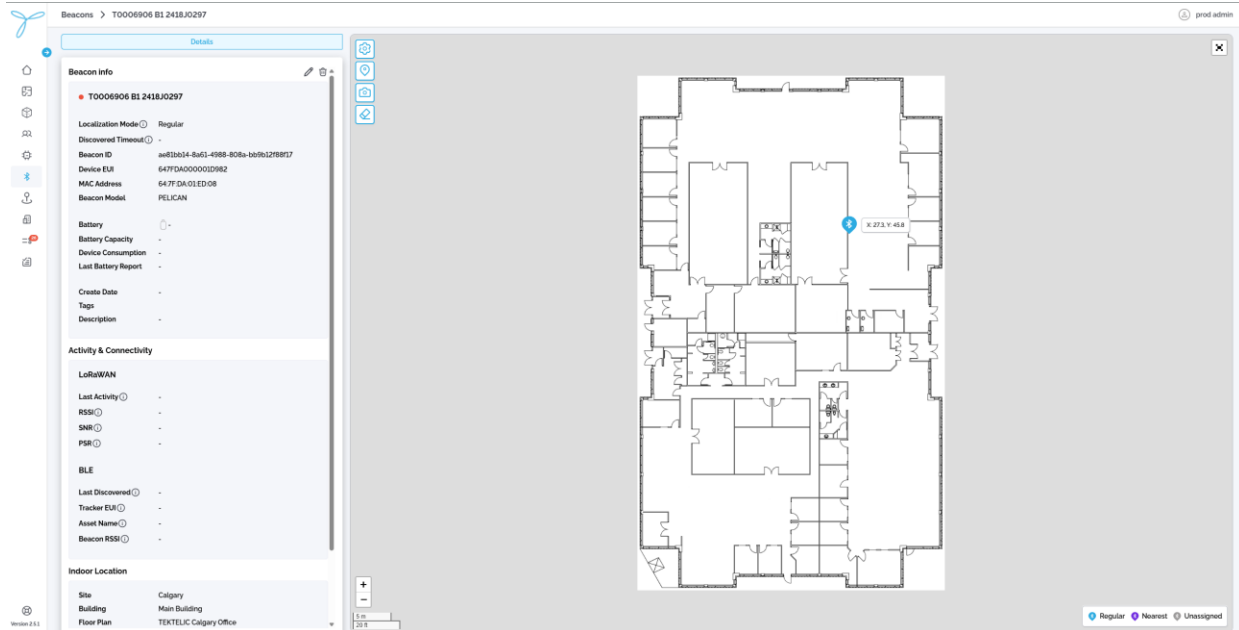 Beacons > T0006906 B1 2418J0297
prod admin
Details
Beacon info
T0006906 B1 2418J0297
Localization Mode Regular
Discovered Timeout -
Beacon ID ae81bb14-8a61-4988-808a-bb9b12f88f17
Device EUI 647FDA000001D982
MAC Address 64:7F:DA:01:ED:08
Beacon Model PELICAN
Battery -
Battery Capacity -
Device Consumption -
Last Battery Report -
Create Date -
Tags
Description -
Activity & Connectivity
LoRaWAN
Last Activity -
RSSI -
SNR -
PSR -
BLE
Last Discovered -
Tracker EUI -
Asset Name -
Beacon RSSI -
Indoor Location
Site Calgary
Building Main Building
Floor Plan TEKTELIC Calgary Office
Version 2.5.1
X: 27.3, Y: 45.8
+
−
5 m
20 ft
Regular Nearest Unassigned